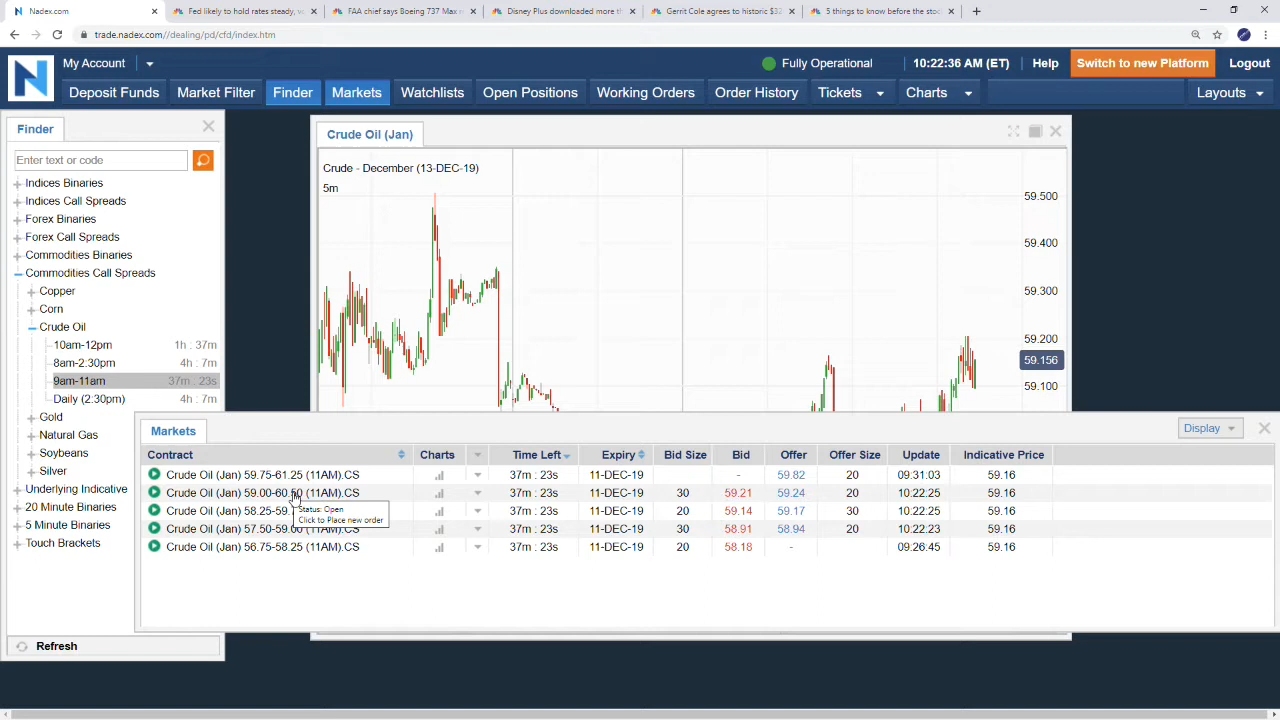 Nadex.com
Fed likely to hold rates steady, v
FAA chief says Boeing 737 Max
Disney Plus downloaded more th
Gerrit Cole agrees to historic $32
5 things to know before the stoc
trade.nadex.com/dealing/pd/cfd/index.htm
N
My Account
Fully Operational
10:22:36 AM (ET)
Help
Switch to new Platform
Logout
Deposit Funds
Market Filter
Finder
Markets
Watchlists
Open Positions
Working Orders
Order History
Tickets
Charts
Layouts
Finder
Enter text or code
Indices Binaries
Indices Call Spreads
Forex Binaries
Forex Call Spreads
Commodities Binaries
Commodities Call Spreads
Copper
Corn
Crude Oil
10am-12pm 1h : 37m
8am-2:30pm 4h : 7m
9am-11am 37m : 23s
Daily (2:30pm) 4h : 7m
Gold
Natural Gas
Soybeans
Silver
Underlying Indicative
20 Minute Binaries
5 Minute Binaries
Touch Brackets
Refresh
Crude Oil (Jan)
Crude - December (13-DEC-19)
5m
59.500
59.400
59.300
59.200
59.156
59.100
Markets
Display
Contract Charts Time Left Expiry Bid Size Bid Offer Offer Size Update Indicative Price
Crude Oil (Jan) 59.75-61.25 (11AM).CS 37m : 23s 11-DEC-19 - 59.82 20 09:31:03 59.16
Crude Oil (Jan) 59.00-60.50 (11AM).CS 37m : 23s 11-DEC-19 30 59.21 59.24 20 10:22:25 59.16
Crude Oil (Jan) 58.25-59. 37m : 23s 11-DEC-19 20 59.14 59.17 30 10:22:25 59.16
Crude Oil (Jan) 57.50-59.00 (11AM).CS 37m : 23s 11-DEC-19 30 58.91 58.94 20 10:22:23 59.16
Crude Oil (Jan) 56.75-58.25 (11AM).CS 37m : 23s 11-DEC-19 20 58.18 - 09:26:45 59.16
Status: Open
Click to Place new order